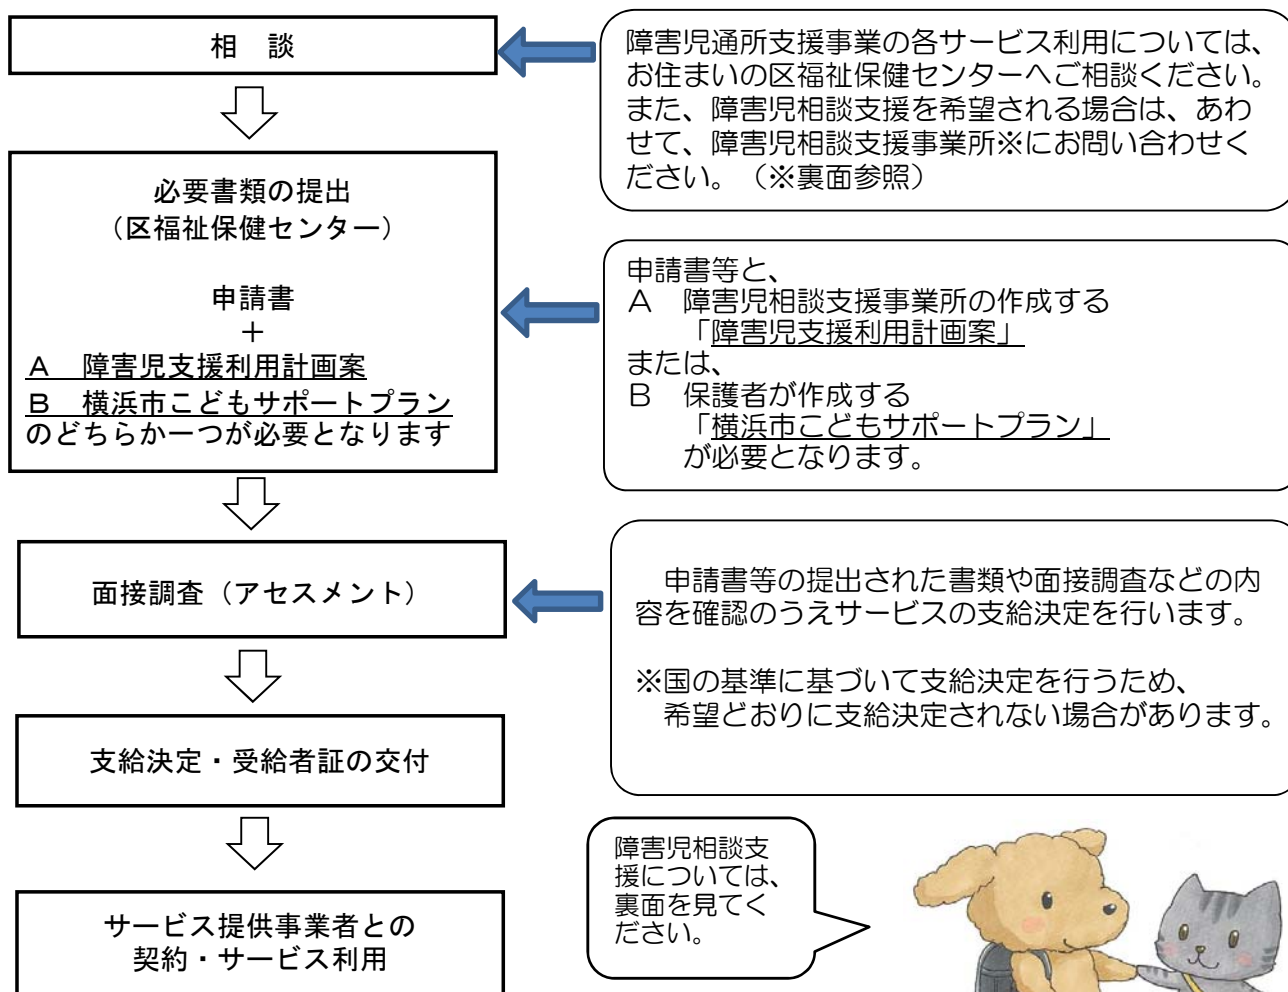 相　談
障害児通所支援事業の各サービス利用については、
お住まいの区福祉保健センターへご相談ください。
また、障害児相談支援を希望される場合は、あわ
せて、障害児相談支援事業所※にお問い合わせく
ださい。（※裏面参照）
必要書類の提出
（区福祉保健センター）
申請書
＋
Ａ　障害児支援利用計画案
Ｂ　横浜市こどもサポートプラン
のどちらか一つが必要となります
申請書等と、
Ａ　障害児相談支援事業所の作成する
「障害児支援利用計画案」
または、
Ｂ　保護者が作成する
「横浜市こどもサポートプラン」
が必要となります。
面接調査（アセスメント）
申請書等の提出された書類や面接調査などの内
容を確認のうえサービスの支給決定を行います。
※国の基準に基づいて支給決定を行うため、
希望どおりに支給決定されない場合があります。
支給決定・受給者証の交付
サービス提供事業者との
契約・サービス利用
障害児相談支
援については、
裏面を見てく
ださい。